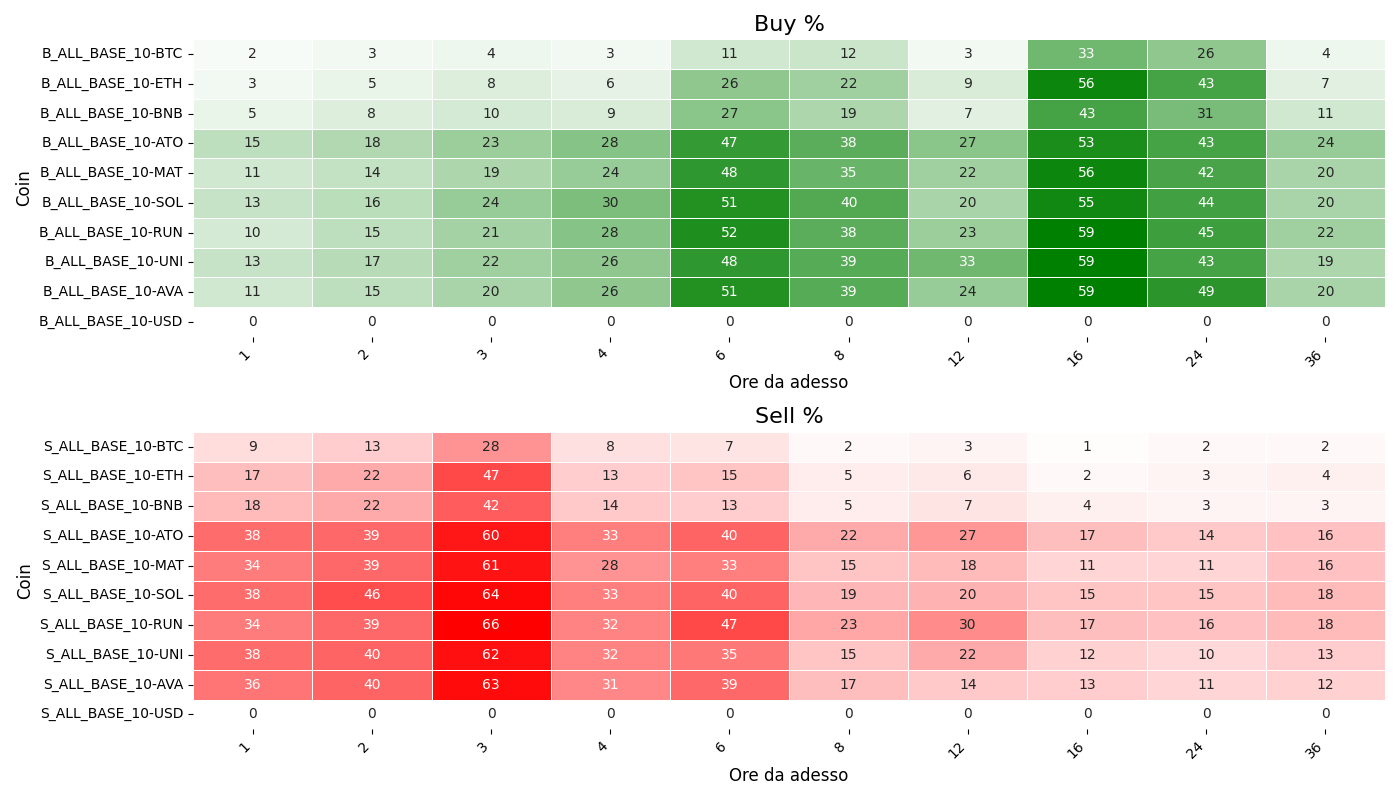 Buy %
B_ALL_BASE_10-BTC 2 3 4 3 11 12 3 33 26 4
B_ALL_BASE_10-ETH 3 5 8 6 26 22 9 56 43 7
B_ALL_BASE_10-BNB 5 8 10 9 27 19 7 43 31 11
B_ALL_BASE_10-ATO 15 18 23 28 47 38 27 53 43 24
B_ALL_BASE_10-MAT 11 14 19 24 48 35 22 56 42 20
B_ALL_BASE_10-SOL 13 16 24 30 51 40 20 55 44 20
B_ALL_BASE_10-RUN 10 15 21 28 52 38 23 59 45 22
B_ALL_BASE_10-UNI 13 17 22 26 48 39 33 59 43 19
B_ALL_BASE_10-AVA 11 15 20 26 51 39 24 59 49 20
B_ALL_BASE_10-USD 0 0 0 0 0 0 0 0 0 0
Coin
1 2 3 4 6 8 12 16 24 36
Ore da adesso
Sell %
S_ALL_BASE_10-BTC 9 13 28 8 7 2 3 1 2 2
S_ALL_BASE_10-ETH 17 22 47 13 15 5 6 2 3 4
S_ALL_BASE_10-BNB 18 22 42 14 13 5 7 4 3 3
S_ALL_BASE_10-ATO 38 39 60 33 40 22 27 17 14 16
S_ALL_BASE_10-MAT 34 39 61 28 33 15 18 11 11 16
S_ALL_BASE_10-SOL 38 46 64 33 40 19 20 15 15 18
S_ALL_BASE_10-RUN 34 39 66 32 47 23 30 17 16 18
S_ALL_BASE_10-UNI 38 40 62 32 35 15 22 12 10 13
S_ALL_BASE_10-AVA 36 40 63 31 39 17 14 13 11 12
S_ALL_BASE_10-USD 0 0 0 0 0 0 0 0 0 0
Coin
1 2 3 4 6 8 12 16 24 36
Ore da adesso